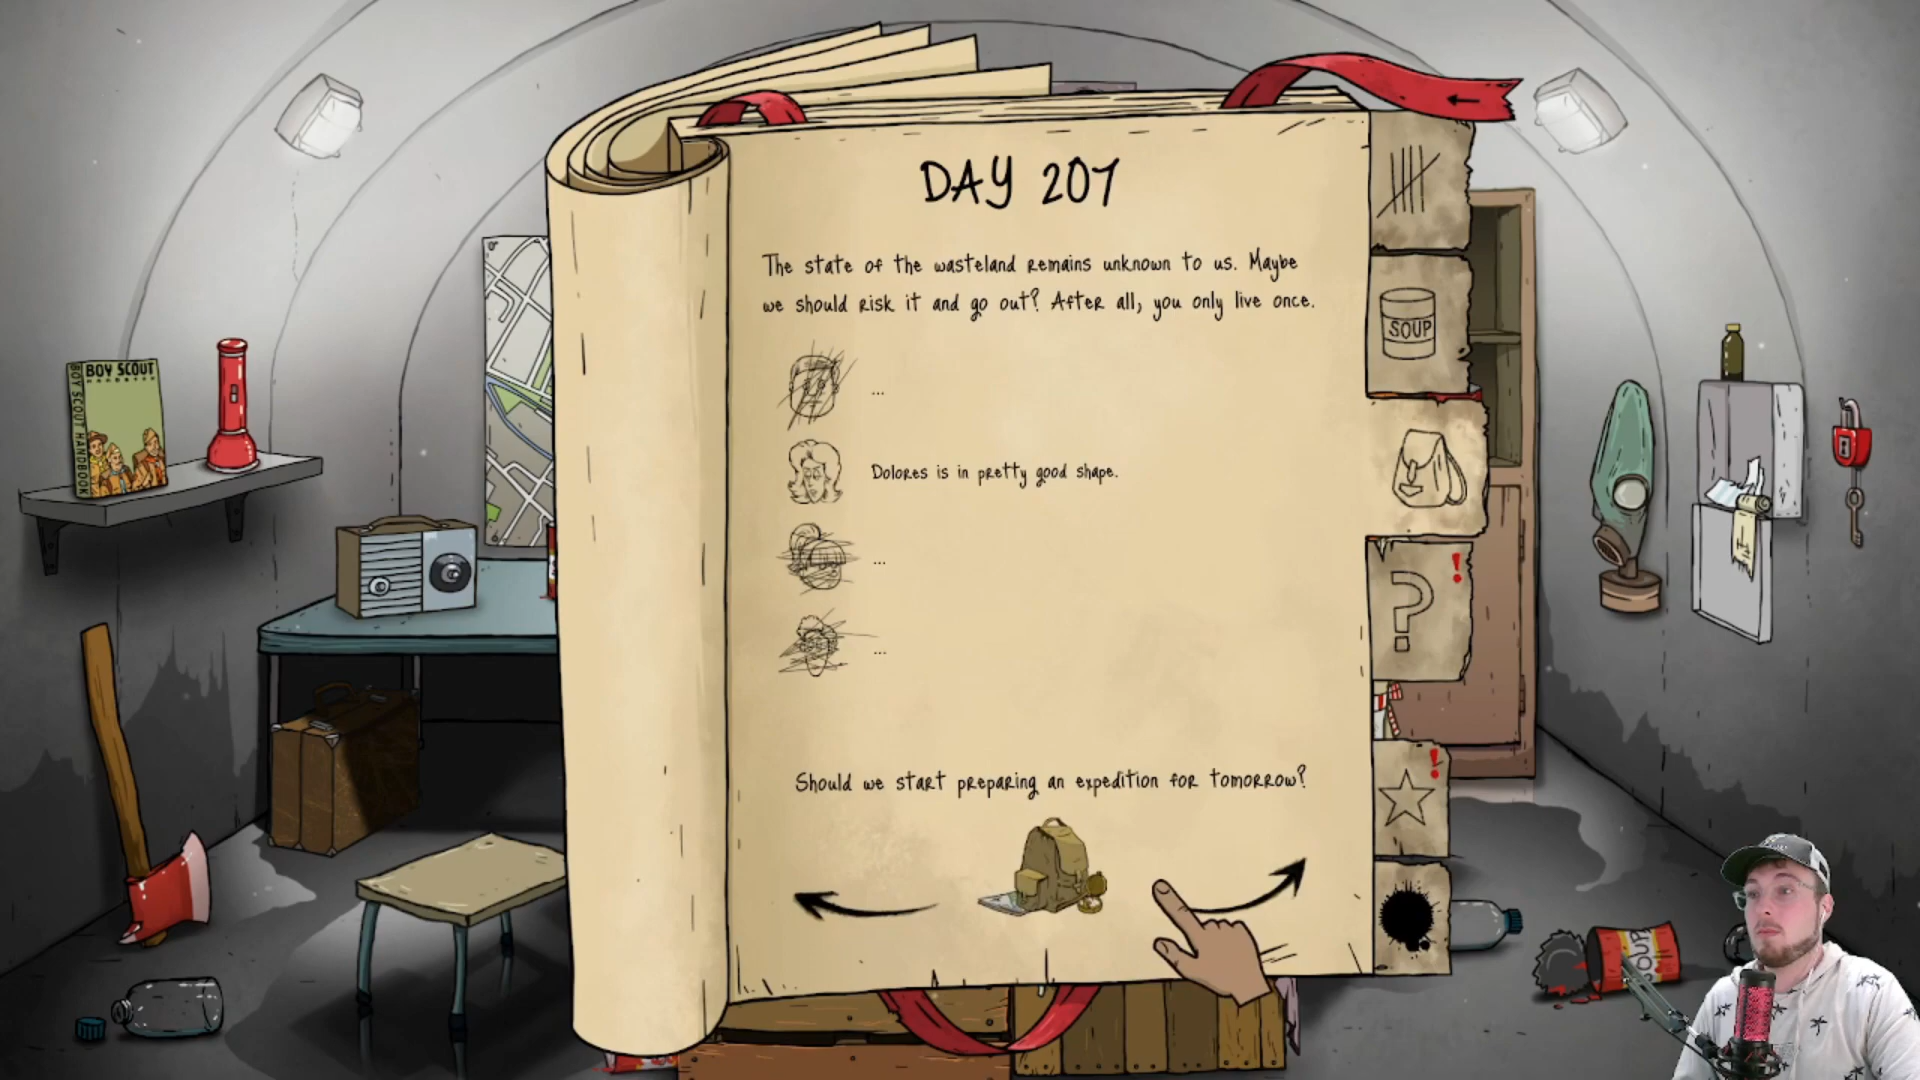 DAY 207
The state of the wasteland remains unknown to us. Maybe
we should risk it and go out? After all, you only live once.
...
Dolores is in pretty good shape.
...
...
Should we start preparing an expedition for tomorrow?
SOUP
BOY SCOUT
HANDBOOK
BOY SCOUT HANDBOOK
SOUP